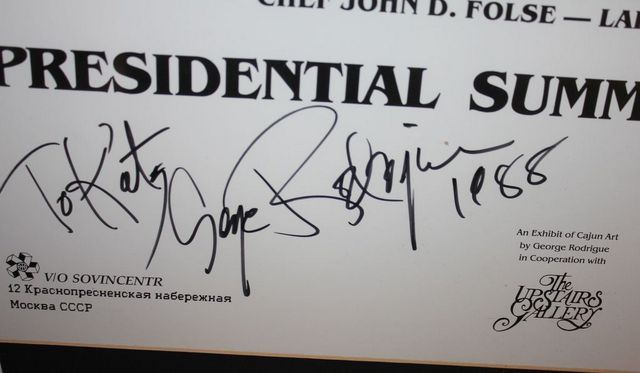 CHEF JOHN D. FOLSE — LA
PRESIDENTIAL SUMM
To Katy George Rodrigue 1988
An Exhibit of Cajun Art
by George Rodrigue
in Cooperation with
The
UPSTAIRS
GALLERY
V/O SOVINCENTR
12 Краснопресненская набережная
Москва СССР